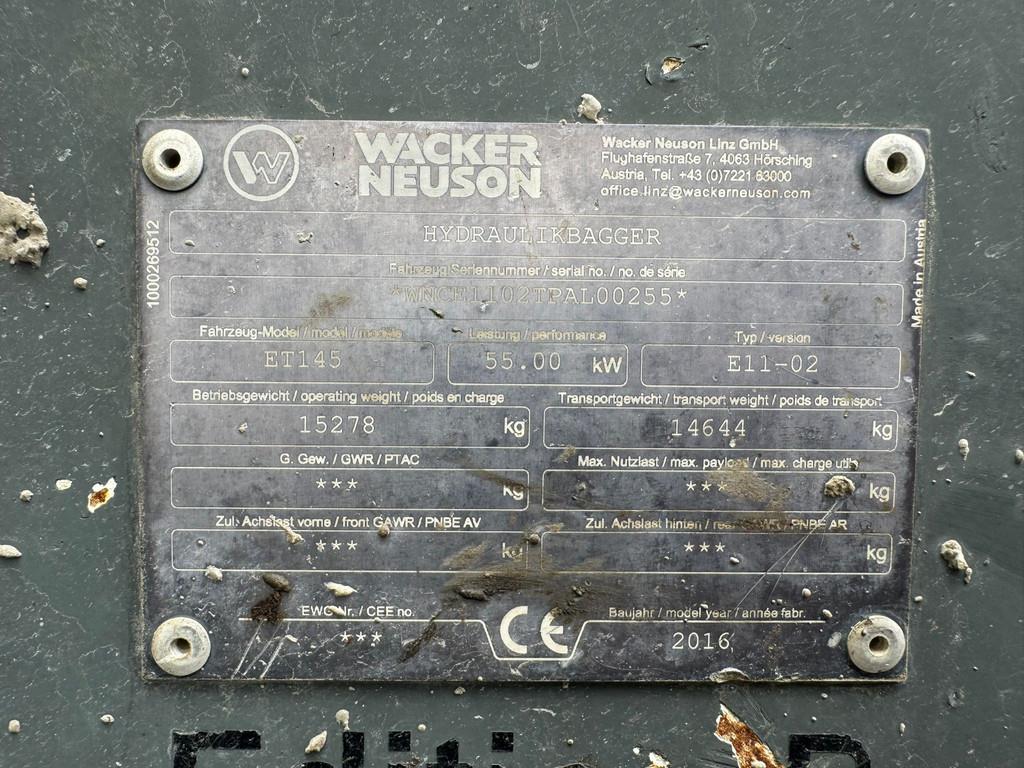 WACKER
NEUSON
Wacker Neuson Linz GmbH
Flughafenstraße 7, 4063 Hörsching
Austria, Tel. +43 (0)7221 63000
office.linz@wackerneuson.com
1000269512
Made in Austria
HYDRAULIKBAGGER
Fahrzeug Seriennummer / serial no. / no. de série
*WNCE1102TPAL00255*
Fahrzeug-Model / model / modèle
Leistung / performance
Typ / version
ET145
55.00 kW
E11-02
Betriebsgewicht / operating weight / poids en charge
Transportgewicht / transport weight / poids de transport
15278 kg
14644 kg
G. Gew. / GWR / PTAC
Max. Nutzlast / max. payload / max. charge utile
*** kg
*** kg
Zul. Achslast vorne / front GAWR / PNBE AV
Zul. Achslast hinten / rear GAWR / PNBE AR
*** kg
*** kg
EWG Nr. / CEE no.
CE
Baujahr / model year / année fabr.
***
2016